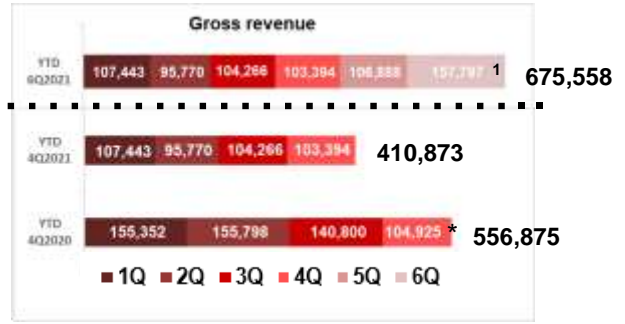 Gross revenue
YTD 6Q2021 107,443 95,770 104,266 103,394 106,888 157,797 1 675,558
YTD 4Q2021 107,443 95,770 104,266 103,394 410,873
YTD 4Q2020 155,352 155,798 140,800 104,925 * 556,875
1Q 2Q 3Q 4Q 5Q 6Q